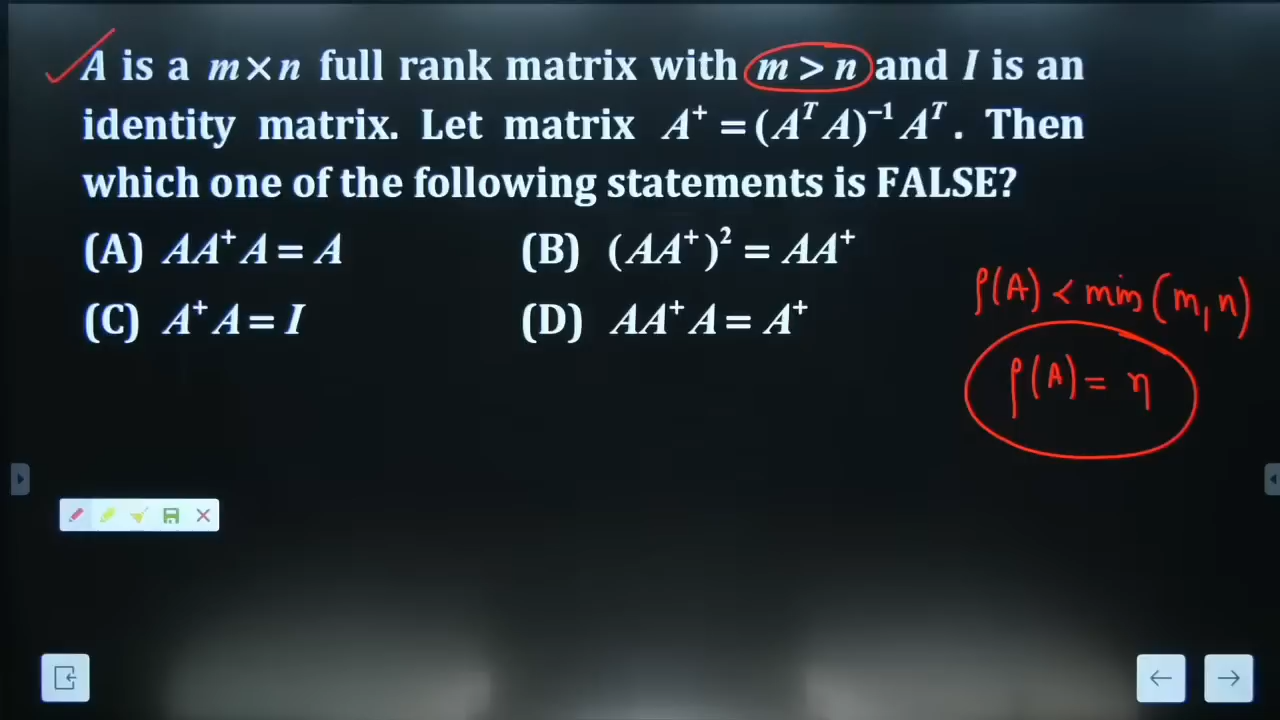 A is a m×n full rank matrix with m > n and I is an
identity matrix. Let matrix A⁺ = (AᵀA)⁻¹Aᵀ. Then
which one of the following statements is FALSE?
(A) AA⁺A = A (B) (AA⁺)² = AA⁺
(C) A⁺A = I (D) AA⁺A = A⁺
ρ(A) < min(m, n)
ρ(A) = n